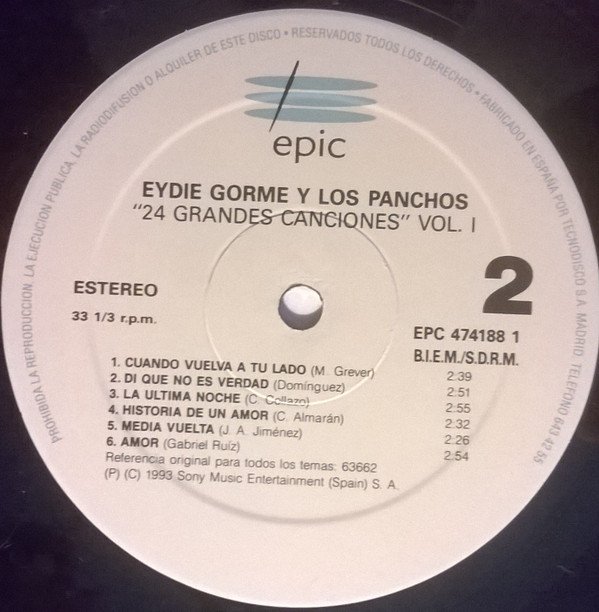 PROHIBIDA LA REPRODUCCION, LA EJECUCION PUBLICA, LA RADIODIFUSION O ALQUILER DE ESTE DISCO • RESERVADOS TODOS LOS DERECHOS • FABRICADO EN ESPAÑA POR TECNODISCO S.A. MADRID. TELEFONO 643 42 55
epic
EYDIE GORME Y LOS PANCHOS
"24 GRANDES CANCIONES" VOL. I
ESTEREO
2
33 1/3 r.p.m.
EPC 474188 1
B.I.E.M./S.D.R.M.
1. CUANDO VUELVA A TU LADO (M. Grever) 2:39
2. DI QUE NO ES VERDAD (Domínguez) 2:51
3. LA ULTIMA NOCHE (C. Collazo) 2:55
4. HISTORIA DE UN AMOR (C. Almarán) 2:32
5. MEDIA VUELTA (J. A. Jiménez) 2:26
6. AMOR (Gabriel Ruíz) 2:54
Referencia original para todos los temas: 63662
(P) (C) 1993 Sony Music Entertainment (Spain) S. A.